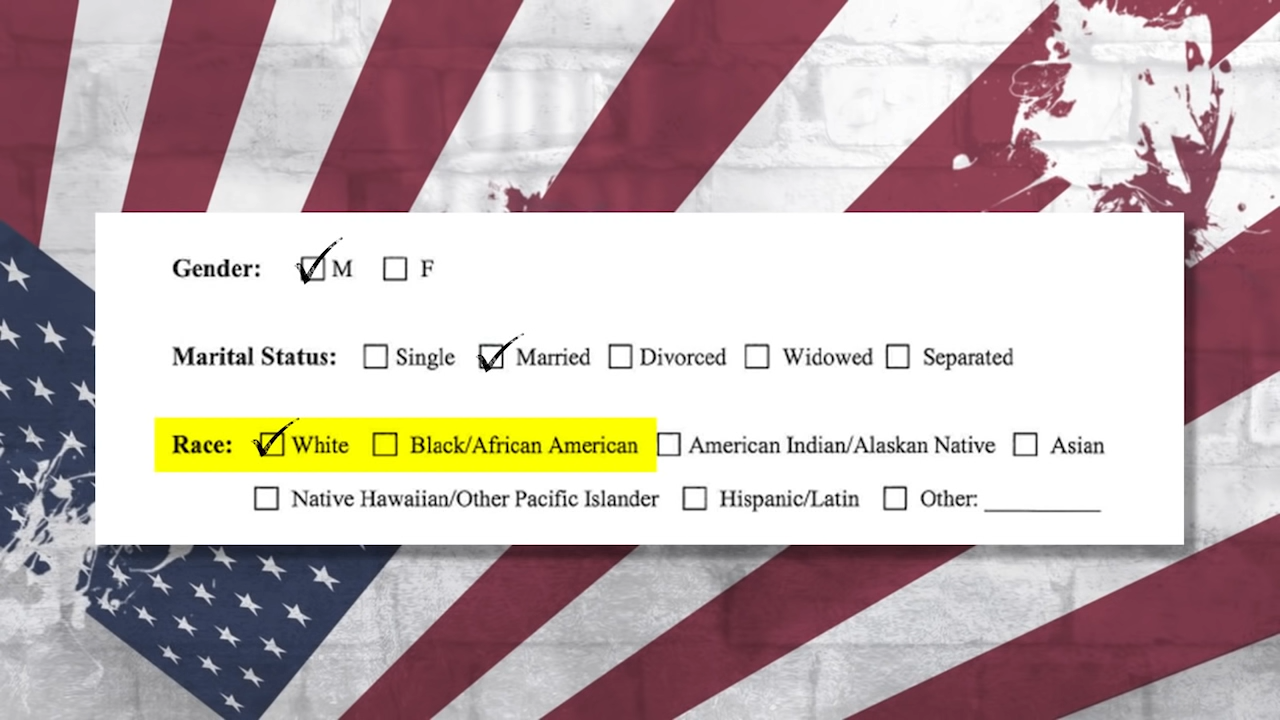 Gender: ☑ M ☐ F
Marital Status: ☐ Single ☑ Married ☐ Divorced ☐ Widowed ☐ Separated
Race: ☑ White ☐ Black/African American ☐ American Indian/Alaskan Native ☐ Asian
☐ Native Hawaiian/Other Pacific Islander ☐ Hispanic/Latin ☐ Other: __________